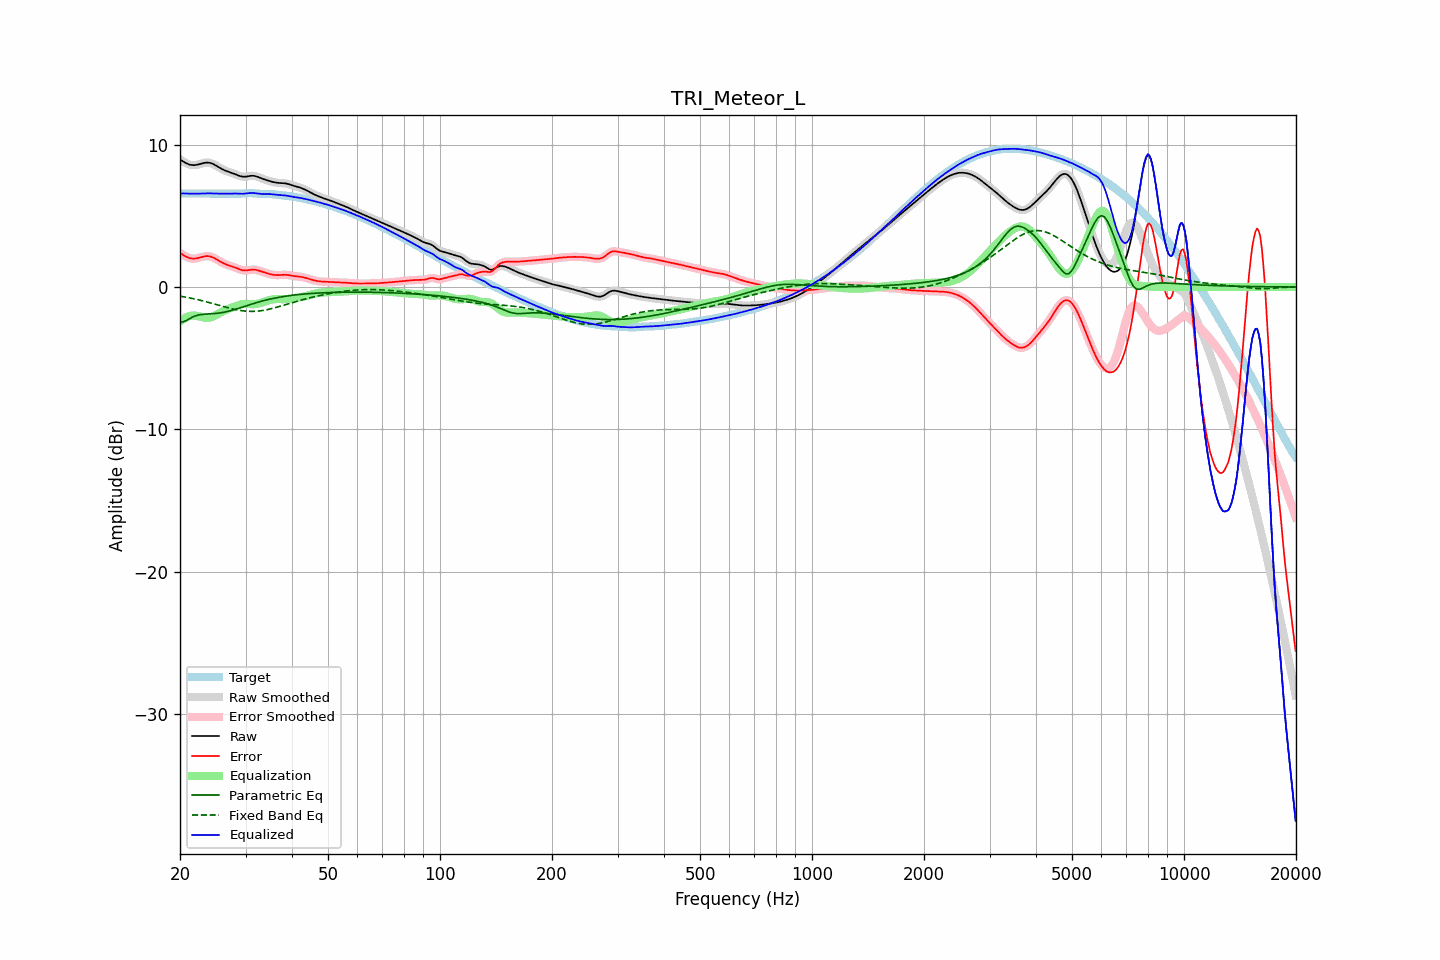 TRI_Meteor_L
Amplitude (dBr)
10
0
−10
−20
−30
Target
Raw Smoothed
Error Smoothed
Raw
Error
Equalization
Parametric Eq
Fixed Band Eq
Equalized
20 50 100 200 500 1000 2000 5000 10000 20000
Frequency (Hz)